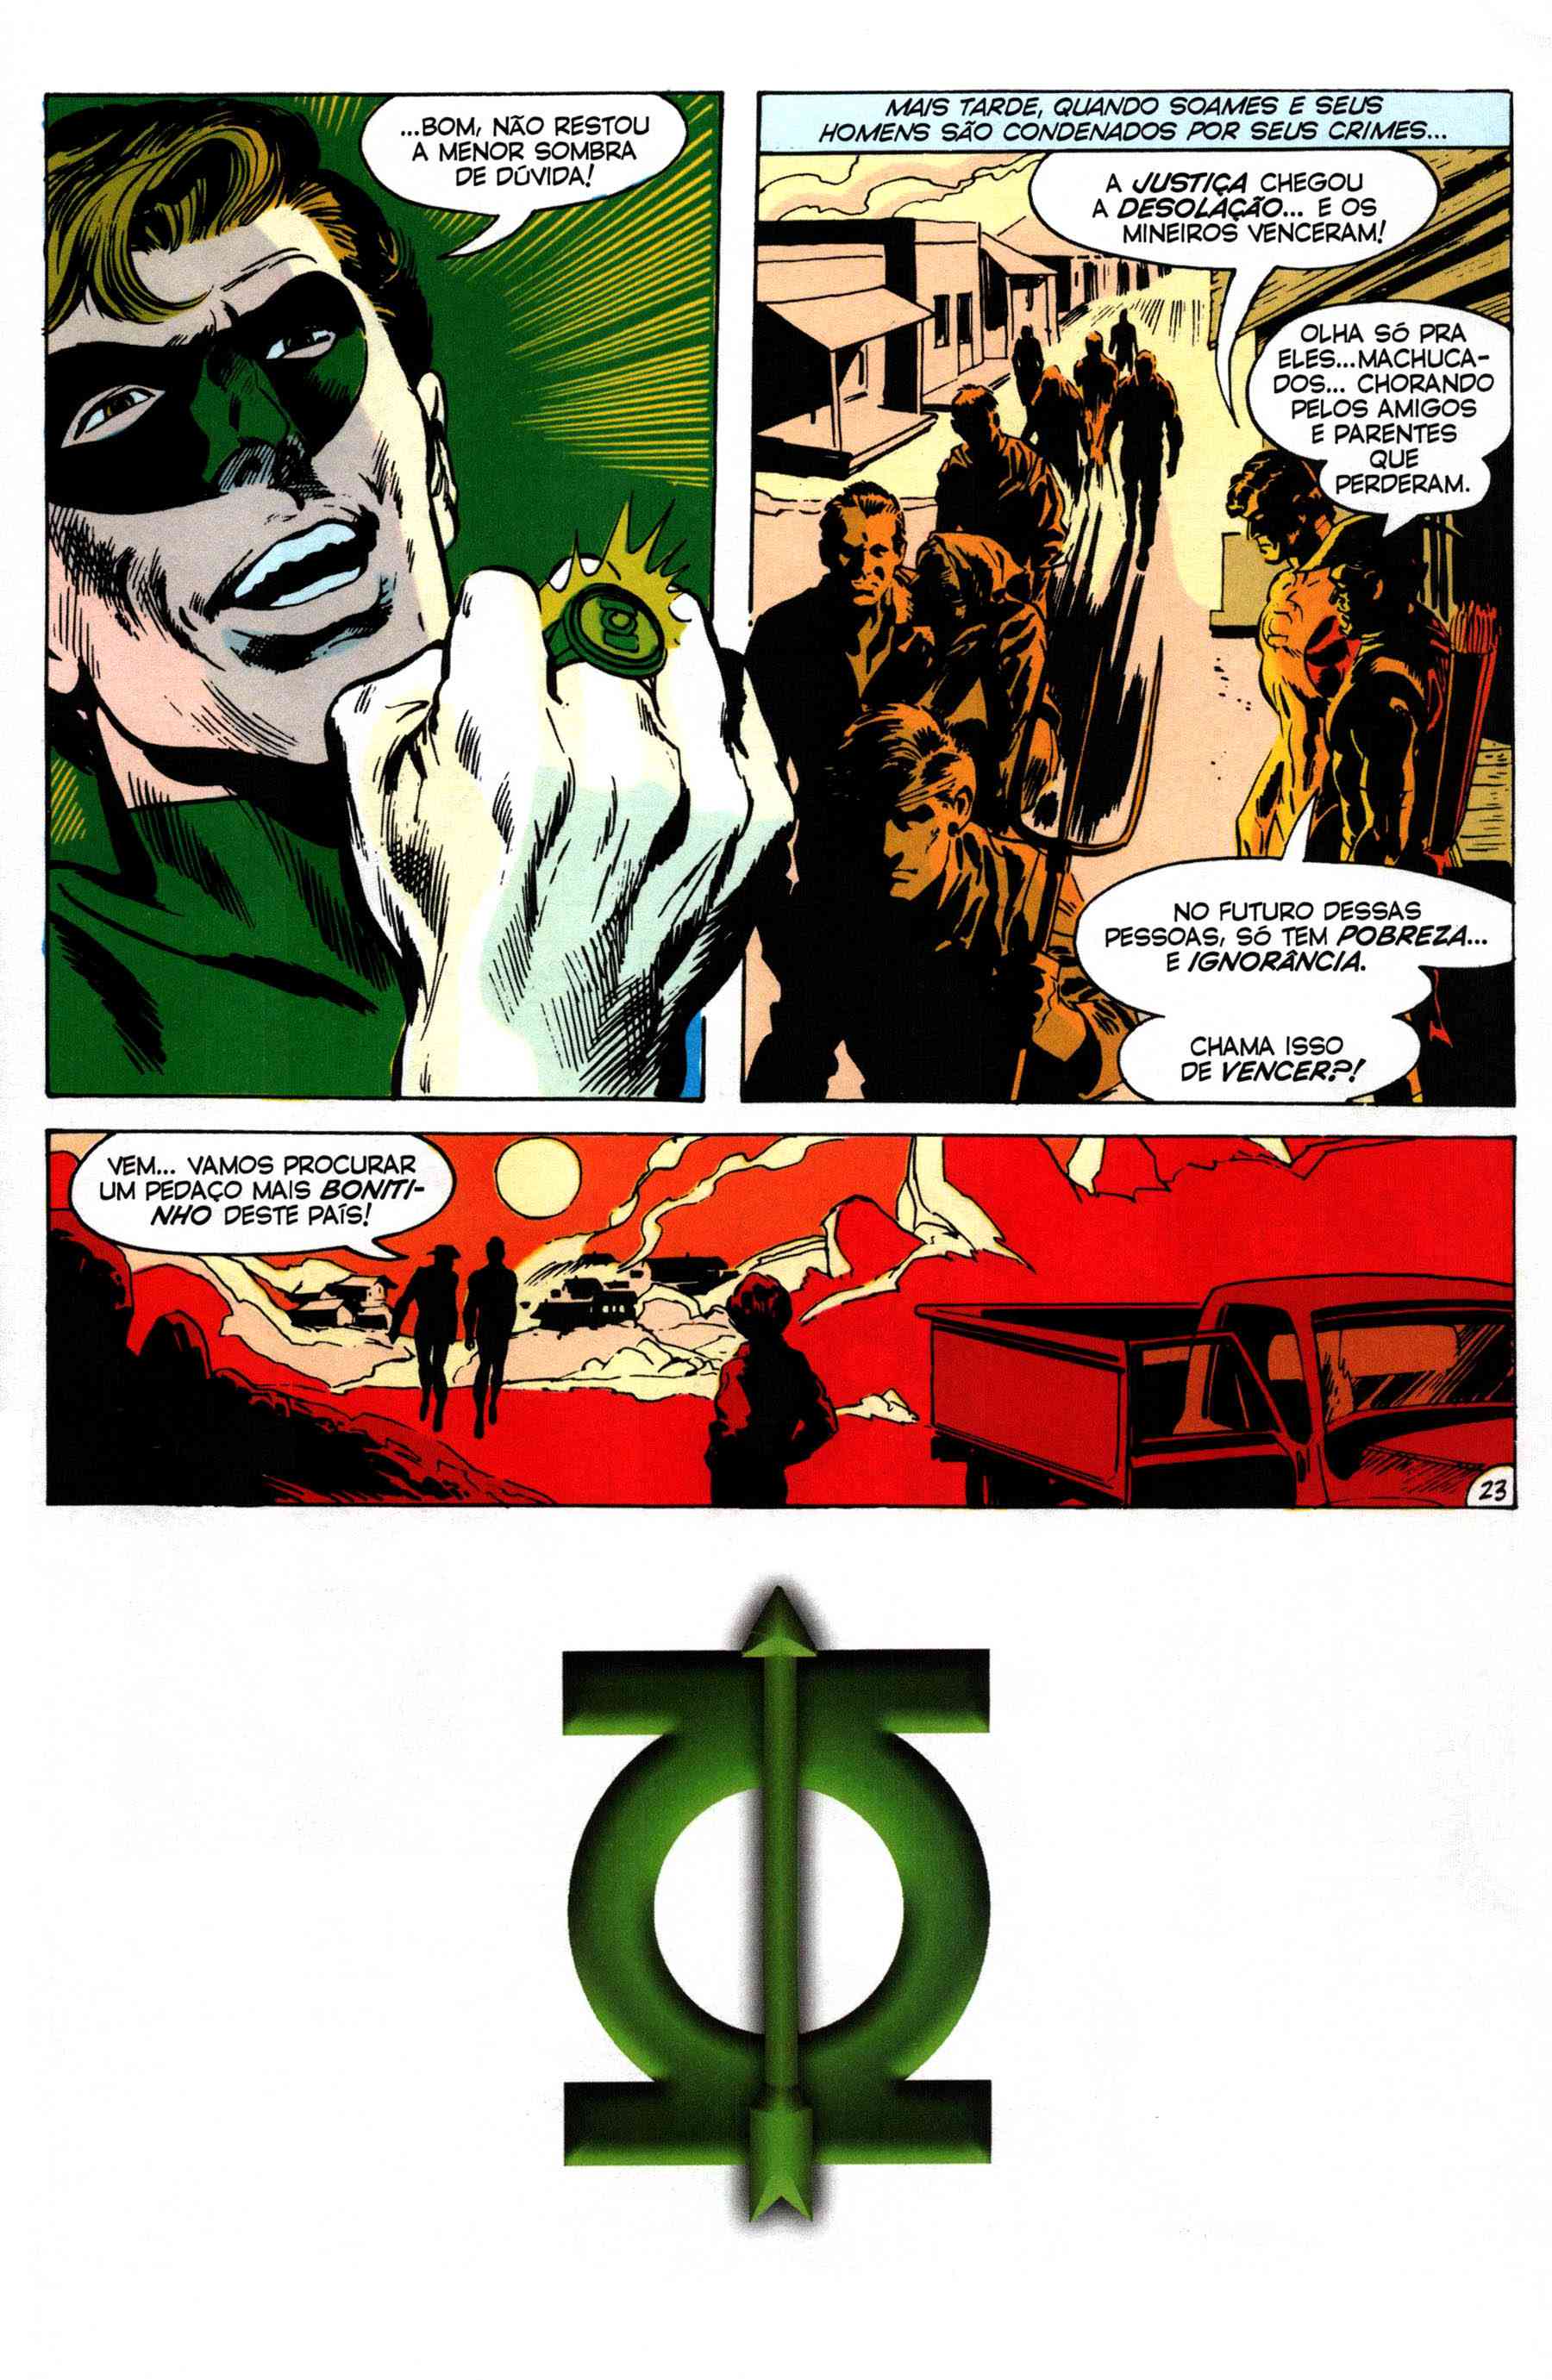 ...BOM, NÃO RESTOU
A MENOR SOMBRA
DE DÚVIDA!
MAIS TARDE, QUANDO SOAMES E SEUS
HOMENS SÃO CONDENADOS POR SEUS CRIMES...
A JUSTIÇA CHEGOU
A DESOLAÇÃO... E OS
MINEIROS VENCERAM!
OLHA SÓ PRA
ELES...MACHUCA-
DOS... CHORANDO
PELOS AMIGOS
E PARENTES
QUE
PERDERAM.
NO FUTURO DESSAS
PESSOAS, SÓ TEM POBREZA...
E IGNORÂNCIA.
CHAMA ISSO
DE VENCER?!
VEM... VAMOS PROCURAR
UM PEDAÇO MAIS BONITI-
NHO DESTE PAÍS!
23